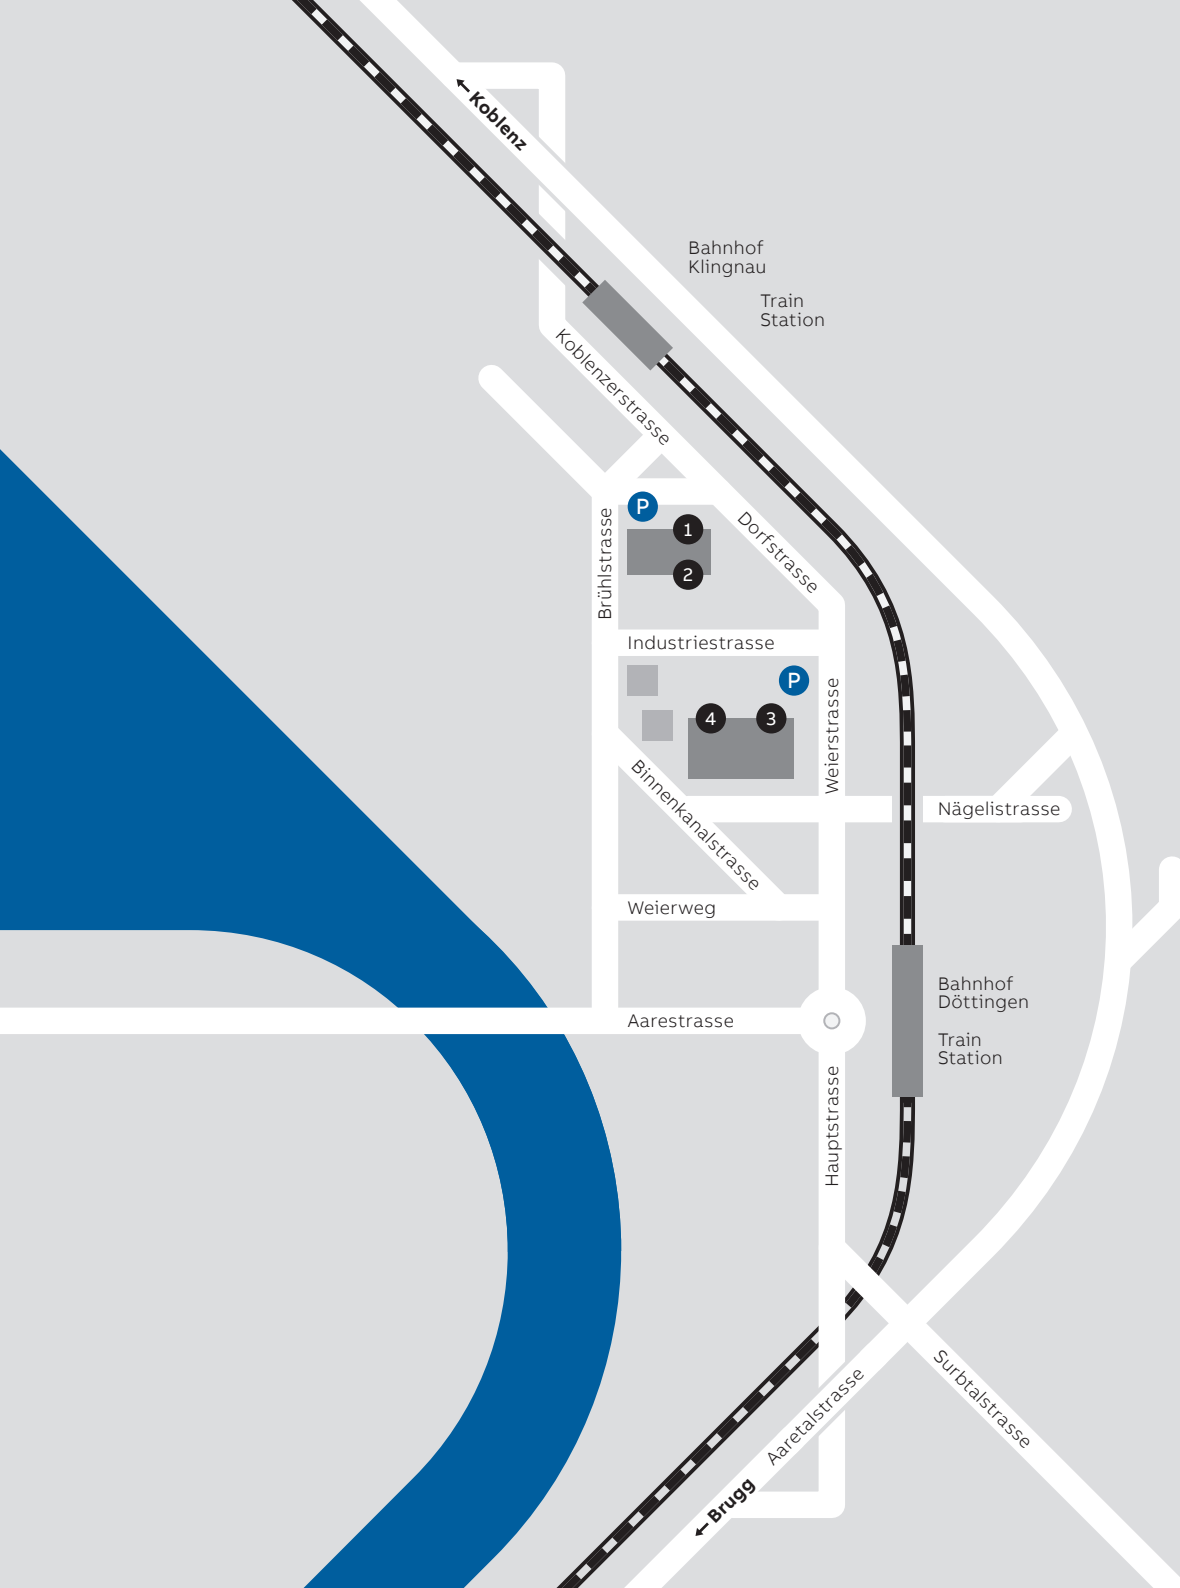 Koblenz
Bahnhof
Klingnau
Train
Station
Koblenzerstrasse
P
1
Dorfstrasse
Brühlstrasse
2
Industriestrasse
P
4
3
Weierstrasse
Binnenkanalstrasse
Nägelistrasse
Weierweg
Bahnhof
Döttingen
Aarestrasse
Train
Station
Hauptstrasse
Surbtalstrasse
Aaretalstrasse
Brugg